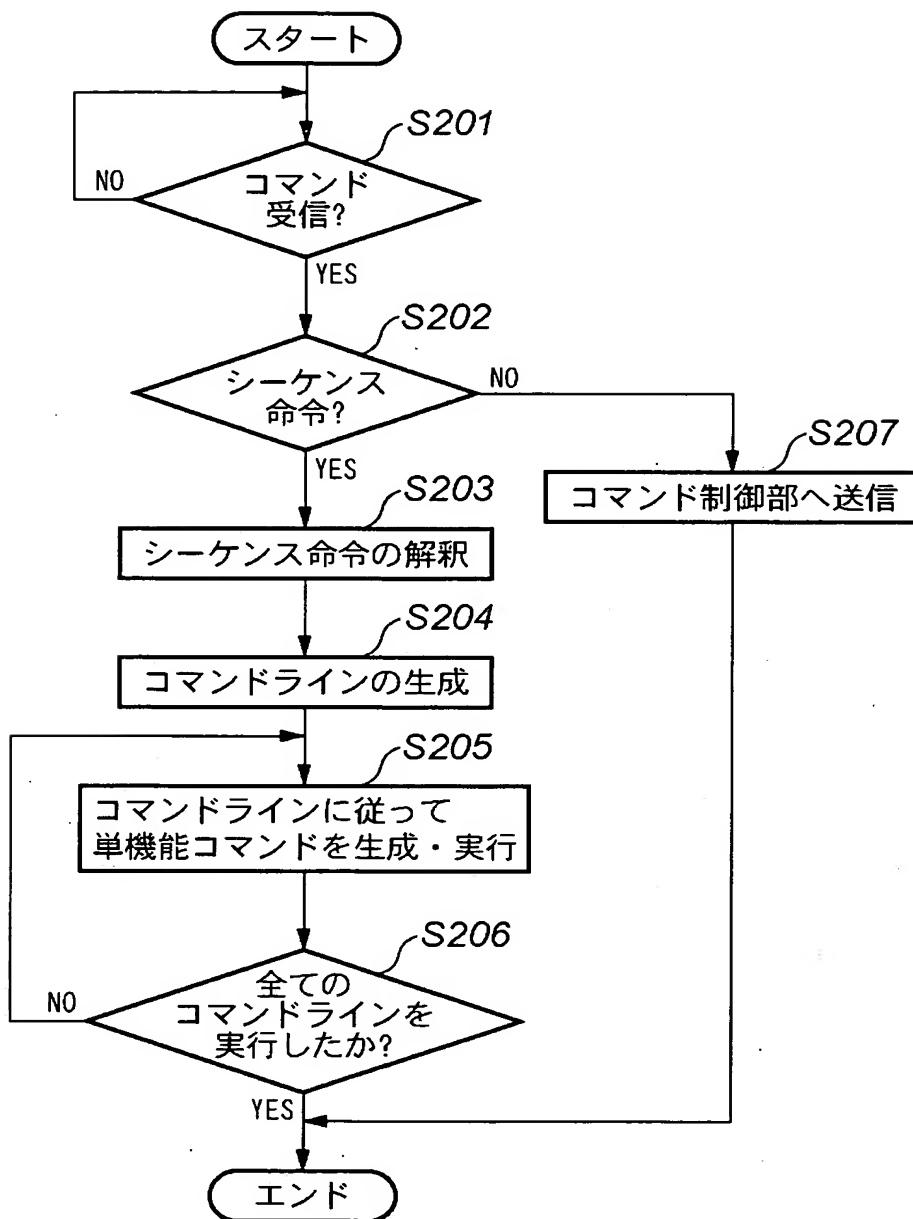 スタート
S201
コマンド
受信?
NO
YES
S202
シーケンス
命令?
NO
YES
S207
コマンド制御部へ送信
S203
シーケンス命令の解釈
S204
コマンドラインの生成
S205
コマンドラインに従って
単機能コマンドを生成・実行
S206
全ての
コマンドラインを
実行したか?
NO
YES
エンド